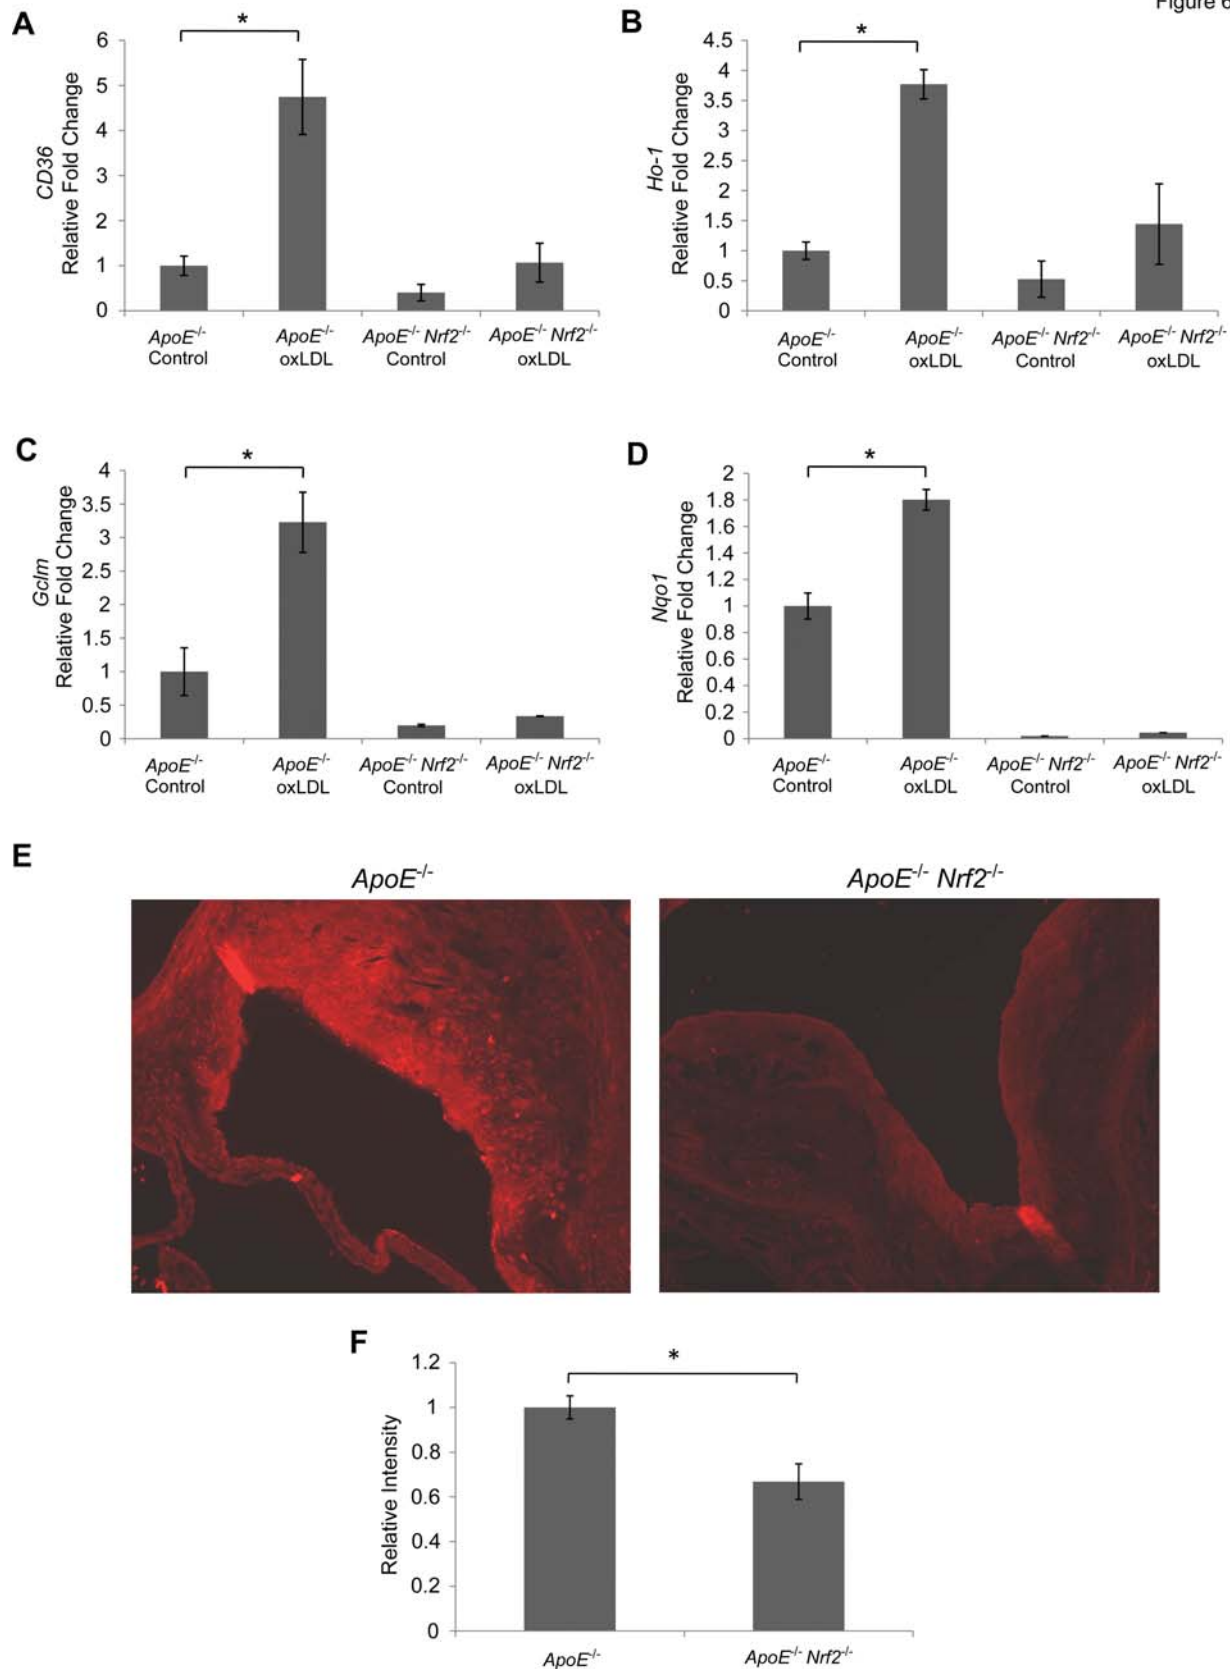 Figure 6
A
*
CD36
Relative Fold Change
6
5
4
3
2
1
0
ApoE-/-
Control
ApoE-/-
oxLDL
ApoE-/- Nrf2-/-
Control
ApoE-/- Nrf2-/-
oxLDL
B
*
Ho-1
Relative Fold Change
4.5
4
3.5
3
2.5
2
1.5
1
0.5
0
ApoE-/-
Control
ApoE-/-
oxLDL
ApoE-/- Nrf2-/-
Control
ApoE-/- Nrf2-/-
oxLDL
C
*
Gclm
Relative Fold Change
4
3.5
3
2.5
2
1.5
1
0.5
0
ApoE-/-
Control
ApoE-/-
oxLDL
ApoE-/- Nrf2-/-
Control
ApoE-/- Nrf2-/-
oxLDL
D
*
Nqo1
Relative Fold Change
2
1.8
1.6
1.4
1.2
1
0.8
0.6
0.4
0.2
0
ApoE-/-
Control
ApoE-/-
oxLDL
ApoE-/- Nrf2-/-
Control
ApoE-/- Nrf2-/-
oxLDL
E
ApoE-/-
ApoE-/- Nrf2-/-
F
*
Relative Intensity
1.2
1
0.8
0.6
0.4
0.2
0
ApoE-/-
ApoE-/- Nrf2-/-